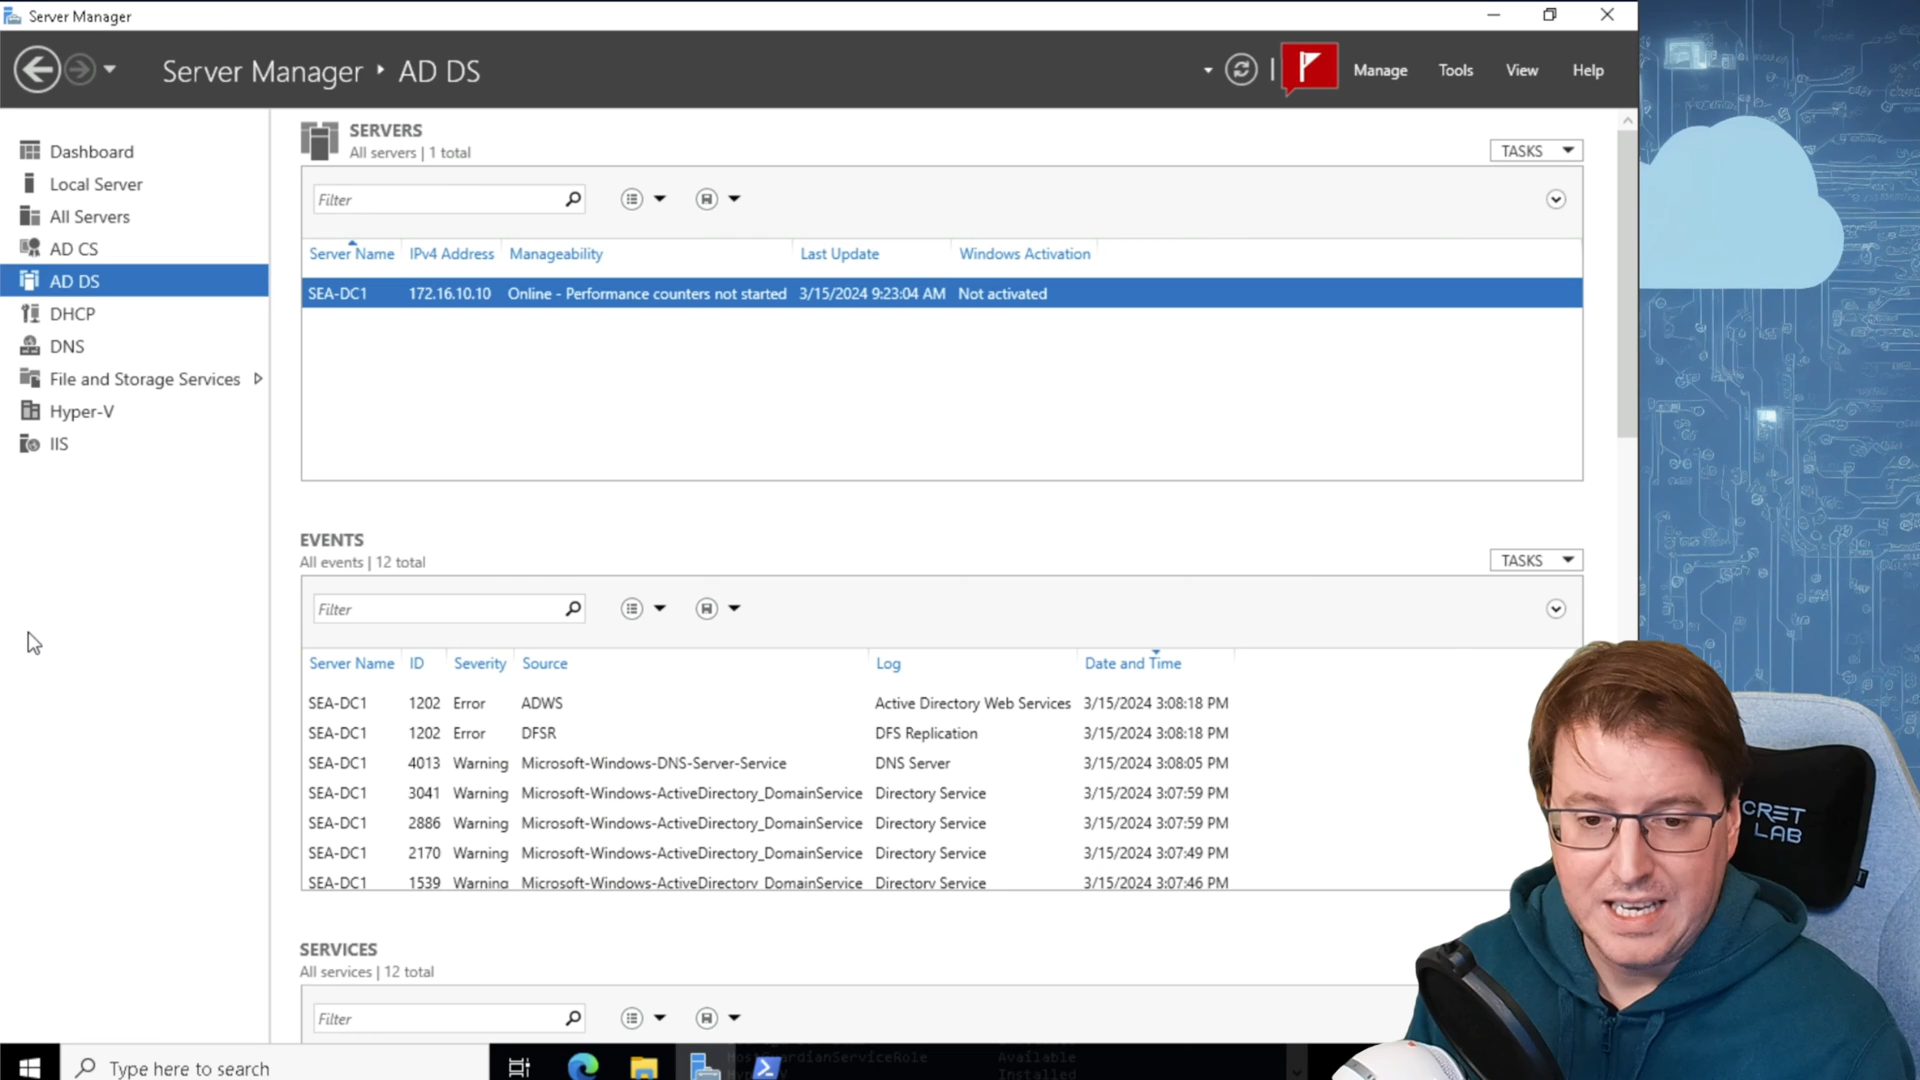 Server Manager
Server Manager ‣ AD DS
Manage
Tools
View
Help
Dashboard
Local Server
All Servers
AD CS
AD DS
DHCP
DNS
File and Storage Services
Hyper-V
IIS
SERVERS
All servers | 1 total
TASKS
Filter
Server Name IPv4 Address Manageability Last Update Windows Activation
SEA-DC1 172.16.10.10 Online - Performance counters not started 3/15/2024 9:23:04 AM Not activated
EVENTS
All events | 12 total
TASKS
Filter
Server Name ID Severity Source Log Date and Time
SEA-DC1 1202 Error ADWS Active Directory Web Services 3/15/2024 3:08:18 PM
SEA-DC1 1202 Error DFSR DFS Replication 3/15/2024 3:08:18 PM
SEA-DC1 4013 Warning Microsoft-Windows-DNS-Server-Service DNS Server 3/15/2024 3:08:05 PM
SEA-DC1 3041 Warning Microsoft-Windows-ActiveDirectory_DomainService Directory Service 3/15/2024 3:07:59 PM
SEA-DC1 2886 Warning Microsoft-Windows-ActiveDirectory_DomainService Directory Service 3/15/2024 3:07:59 PM
SEA-DC1 2170 Warning Microsoft-Windows-ActiveDirectory_DomainService Directory Service 3/15/2024 3:07:49 PM
SEA-DC1 1539 Warning Microsoft-Windows-ActiveDirectory_DomainService Directory Service 3/15/2024 3:07:46 PM
SERVICES
All services | 12 total
Filter
CRET
LAB
HostGuardianServiceRole Available
Installed
Type here to search